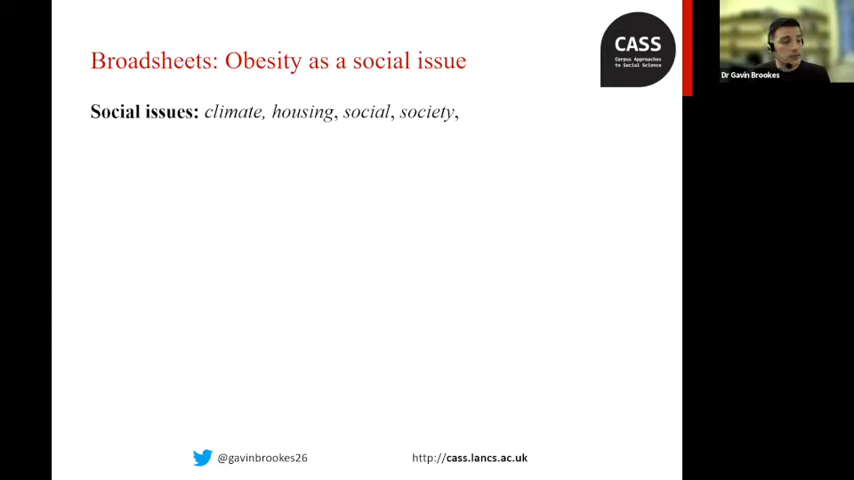 Broadsheets: Obesity as a social issue
CASS
Corpus Approaches
to Social Science
Dr Gavin Brookes
Social issues: climate, housing, social, society,
@gavinbrookes26
http://cass.lancs.ac.uk